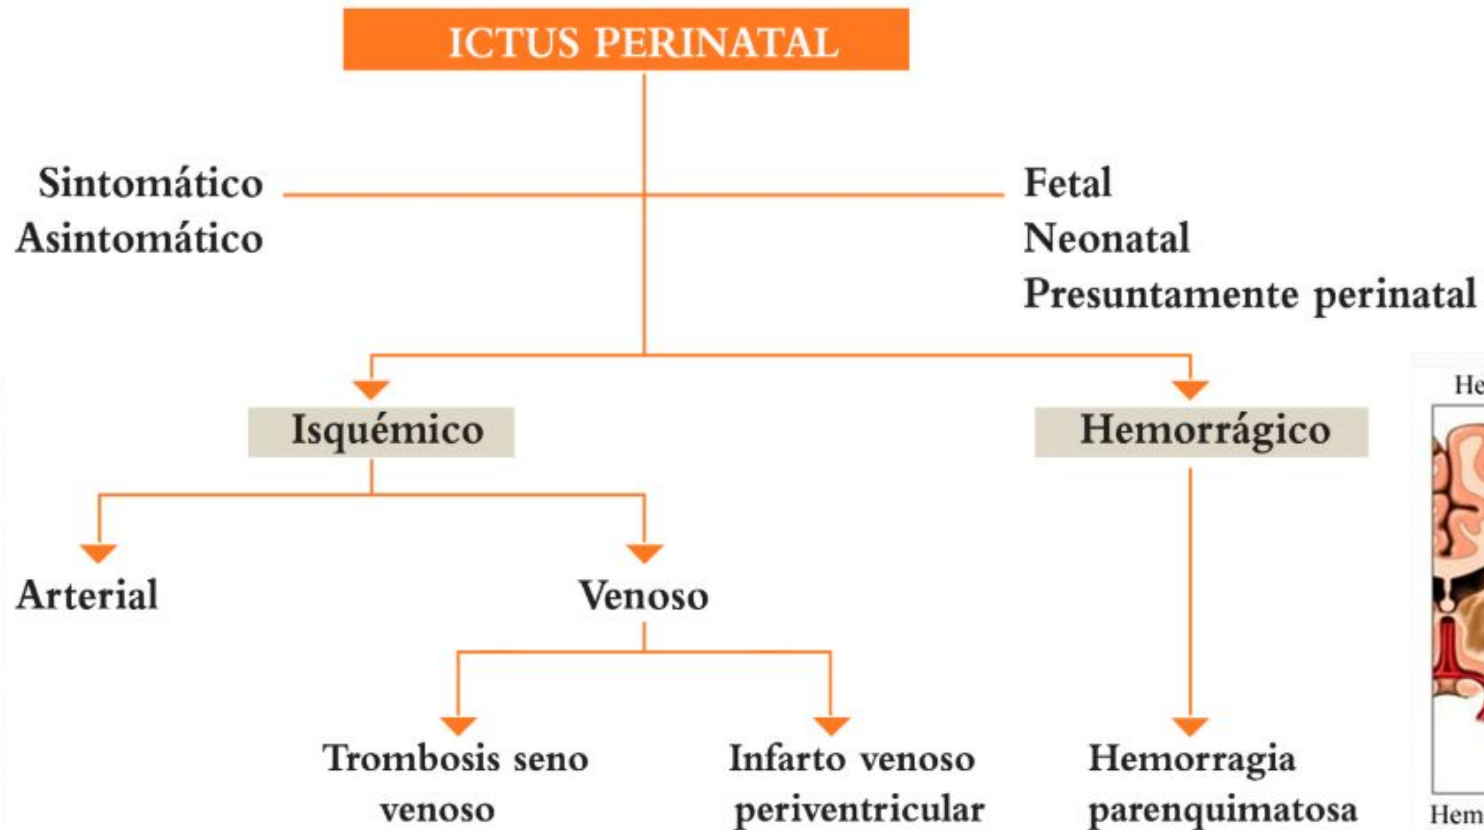 ICTUS PERINATAL
Sintomático
Asintomático
Fetal
Neonatal
Presuntamente perinatal
Isquémico
Hemorrágico
Arterial
Venoso
Trombosis seno
venoso
Infarto venoso
periventricular
Hemorragia
parenquimatosa